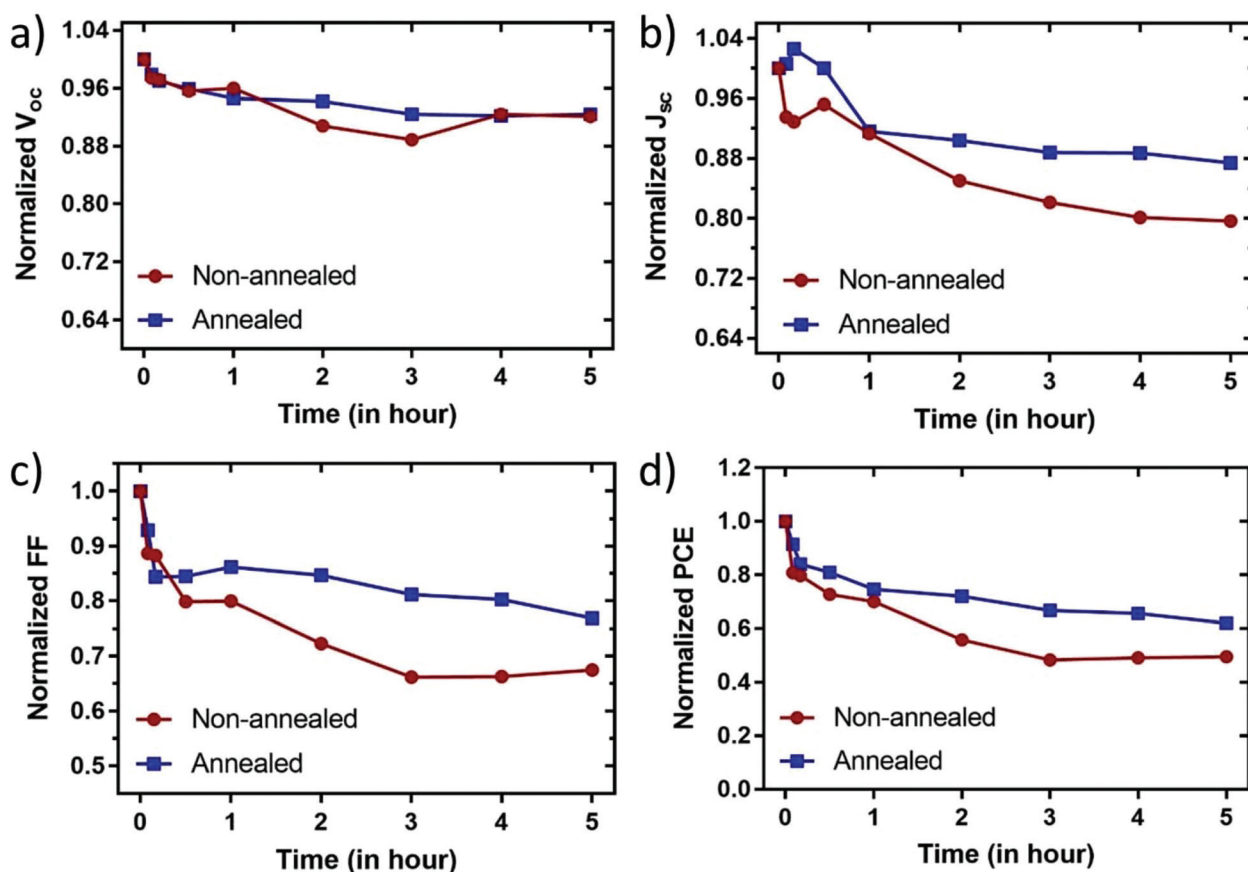 a)
Normalized Voc
1.04
0.96
0.88
0.80
0.72
0.64
Non-annealed
Annealed
0 1 2 3 4 5
Time (in hour)
b)
Normalized Jsc
1.04
0.96
0.88
0.80
0.72
0.64
Non-annealed
Annealed
0 1 2 3 4 5
Time (in hour)
c)
Normalized FF
1.0
0.9
0.8
0.7
0.6
0.5
Non-annealed
Annealed
0 1 2 3 4 5
Time (in hour)
d)
Normalized PCE
1.2
1.0
0.8
0.6
0.4
0.2
0.0
Non-annealed
Annealed
0 1 2 3 4 5
Time (in hour)